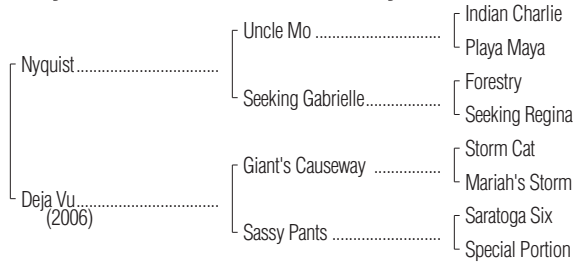 Indian Charlie
Uncle Mo
Playa Maya
Nyquist
Forestry
Seeking Gabrielle
Seeking Regina
Storm Cat
Giant's Causeway
Mariah's Storm
Deja Vu
(2006)
Saratoga Six
Sassy Pants
Special Portion